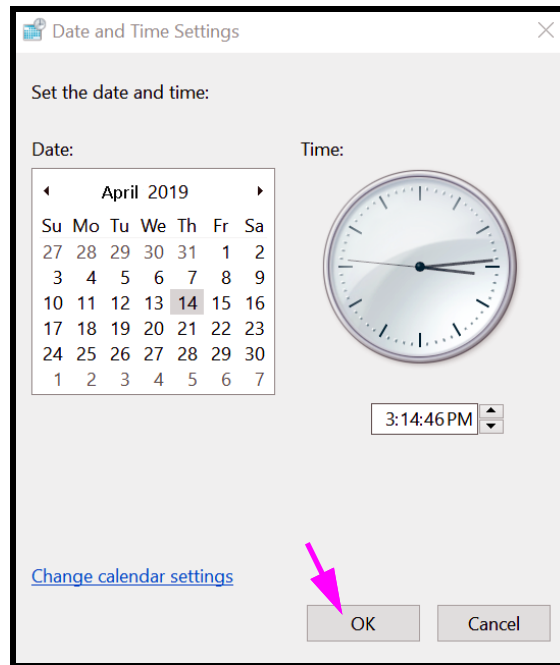 Date and Time Settings
Set the date and time:
Date:
Time:
April 2019
Su Mo Tu We Th Fr Sa
27 28 29 30 31 1 2
3 4 5 6 7 8 9
10 11 12 13 14 15 16
17 18 19 20 21 22 23
24 25 26 27 28 29 30
1 2 3 4 5 6 7
3:14:46 PM
Change calendar settings
OK
Cancel